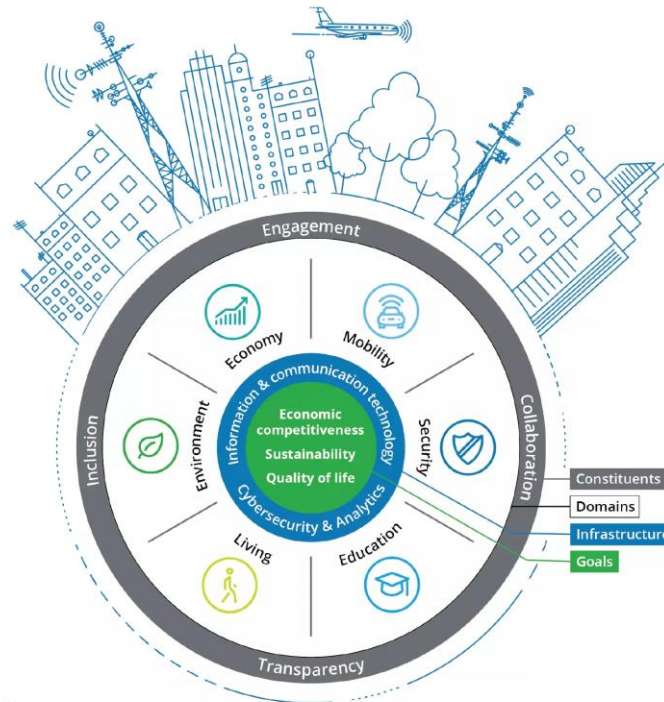 Engagement
Economy
Mobility
Inclusion
Environment
Information & communication technology
Economic
competitiveness
Sustainability
Quality of life
Cybersecurity & Analytics
Security
Collaboration
Living
Education
Transparency
Constituents
Domains
Infrastructure
Goals